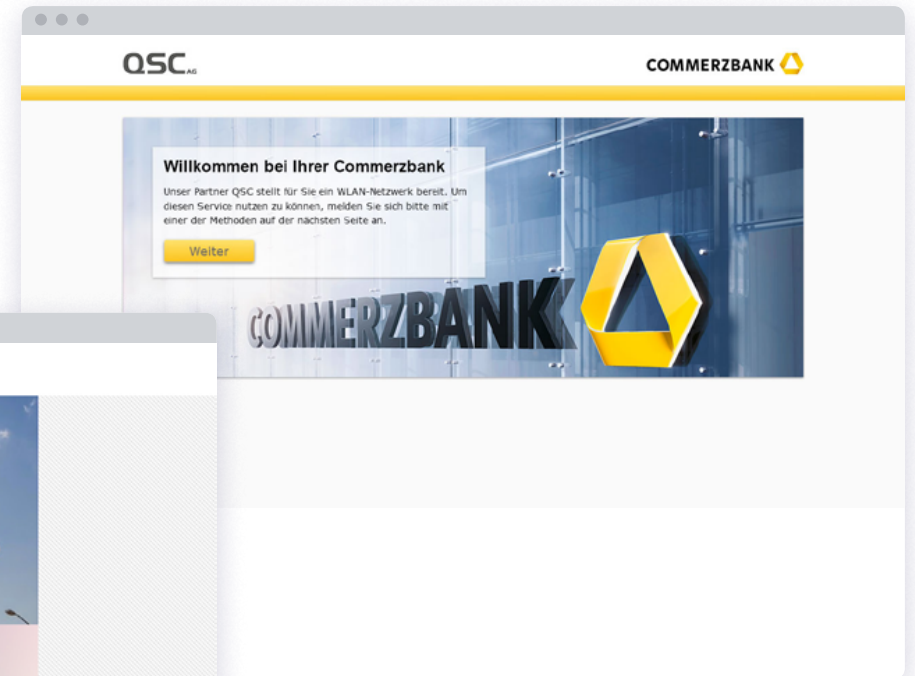 QSC AG
COMMERZBANK
Willkommen bei Ihrer Commerzbank
Unser Partner QSC stellt für Sie ein WLAN-Netzwerk bereit. Um
diesen Service nutzen zu können, melden Sie sich bitte mit
einer der Methoden auf der nächsten Seite an.
Weiter
COMMERZBANK